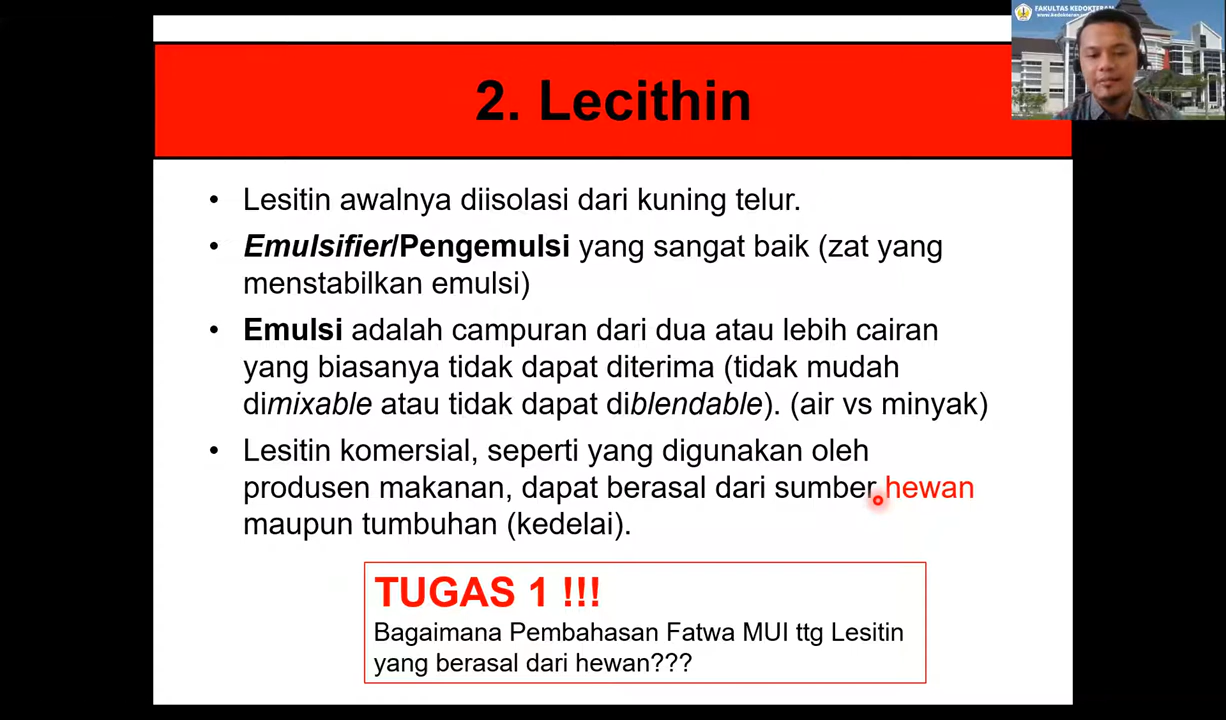 FAKULTAS KEDOKTERAN
2. Lecithin
• Lesitin awalnya diisolasi dari kuning telur.
• Emulsifier/Pengemulsi yang sangat baik (zat yang
menstabilkan emulsi)
• Emulsi adalah campuran dari dua atau lebih cairan
yang biasanya tidak dapat diterima (tidak mudah
dimixable atau tidak dapat diblendable). (air vs minyak)
• Lesitin komersial, seperti yang digunakan oleh
produsen makanan, dapat berasal dari sumber hewan
maupun tumbuhan (kedelai).
TUGAS 1 !!!
Bagaimana Pembahasan Fatwa MUI ttg Lesitin
yang berasal dari hewan???